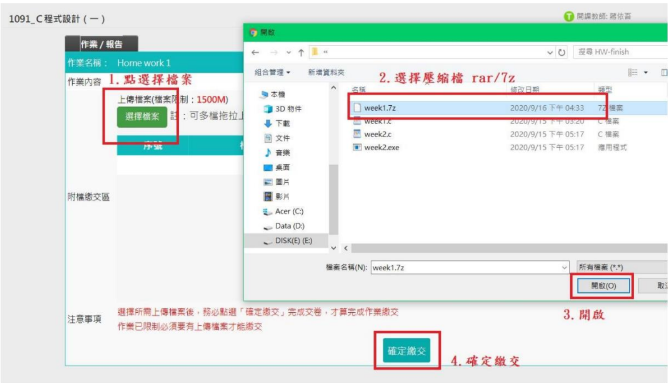 1091_C程式設計 ( 一 )
開課教師: 蔣依吾
作業 / 報告
作業名稱： Home work 1
作業內容
1. 點選擇檔案
上傳檔案(檔案限制 : 1500M)
選擇檔案 註：可多檔拖拉上
序號
附檔繳交區
注意事項
選擇所需上傳檔案後，務必點選「確定繳交」完成交卷，才算完成作業繳交
作業已限制必須要有上傳檔案才能繳交
確定繳交
4. 確定繳交
開啟
搜尋 HW-finish
組合管理 新增資料夾
2. 選擇壓縮檔 rar/7z
本機
3D 物件
下載
文件
音樂
桌面
圖片
影片
Acer (C:)
Data (D:)
DISK(E) (E:)
名稱 修改日期 類型
week1.7z 2020/9/16 下午 04:33 7Z 檔案
week1.c 2020/9/15 下午 03:20 C 檔案
week2.c 2020/9/15 下午 05:17 C 檔案
week2.exe 2020/9/15 下午 05:17 應用程式
檔案名稱(N): week1.7z 所有檔案 (*.*)
開啟(O)
3. 開啟